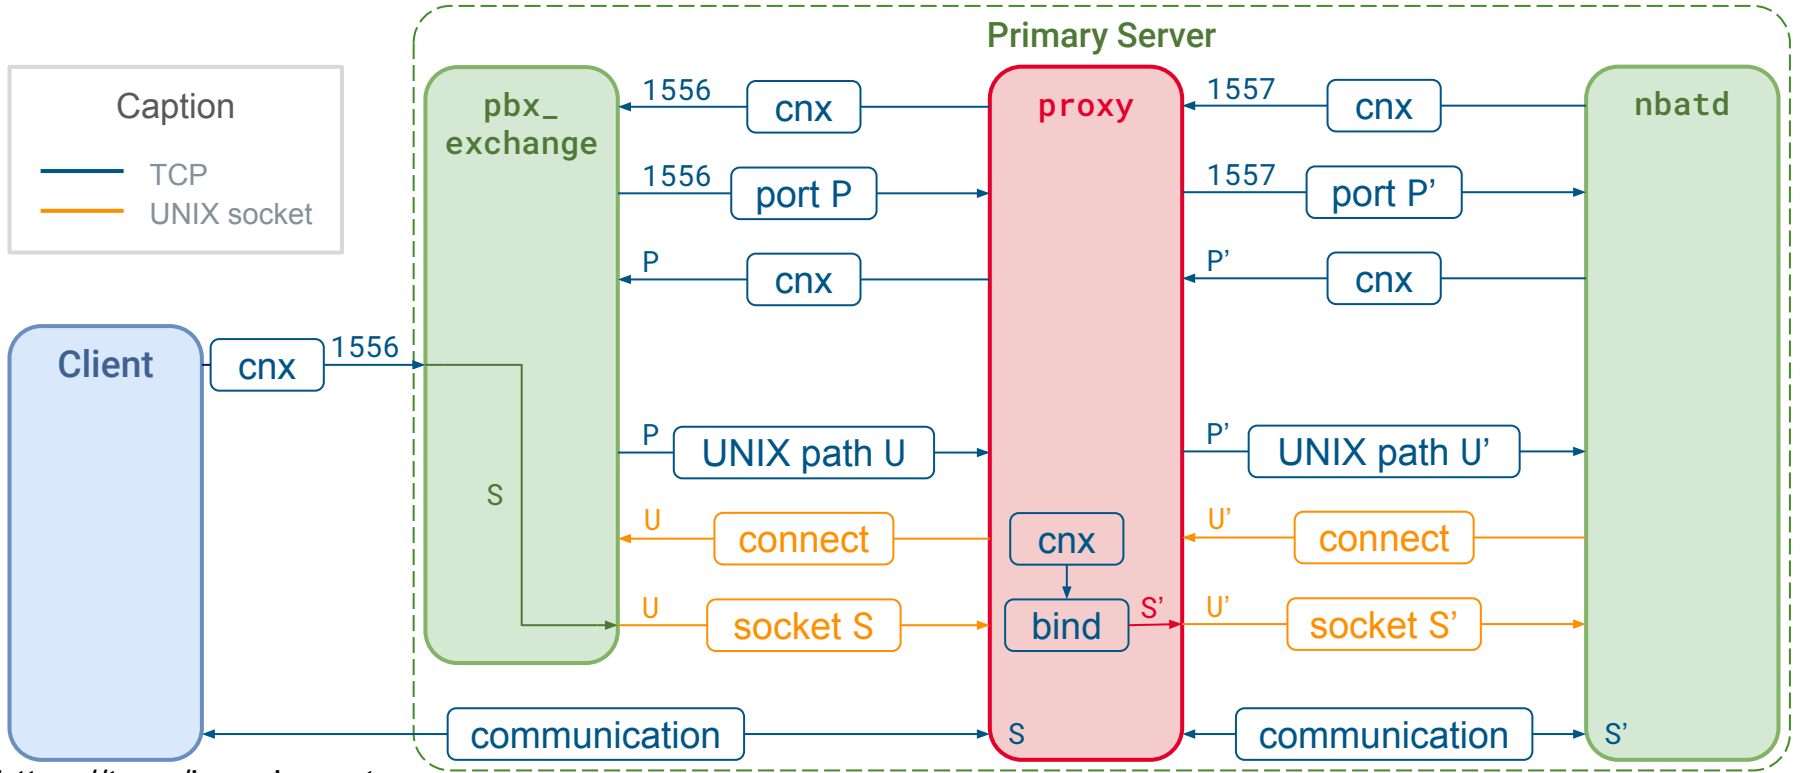 Primary Server
Caption
TCP
UNIX socket
pbx_
exchange
proxy
nbatd
1556
cnx
1557
cnx
1556
port P
1557
port P’
P
cnx
P’
cnx
Client
cnx
1556
P
UNIX path U
P’
UNIX path U’
S
U
connect
cnx
U’
connect
U
socket S
bind
S’
U’
socket S’
communication
S
communication
S’